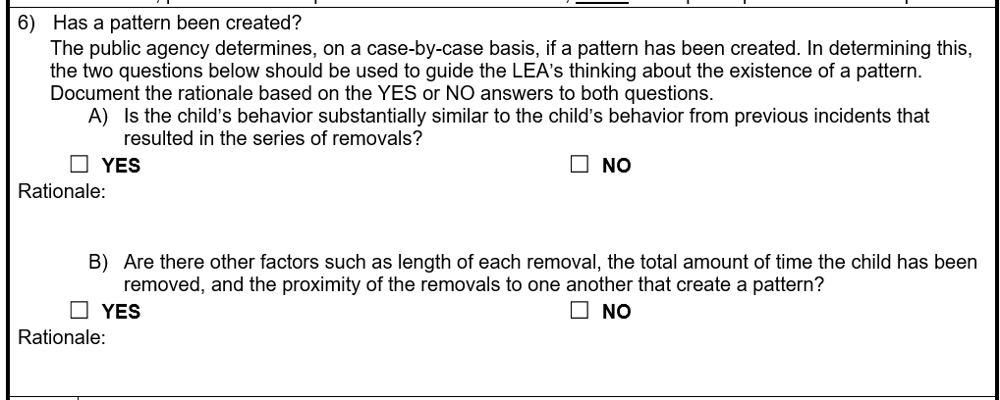 6) Has a pattern been created?
The public agency determines, on a case-by-case basis, if a pattern has been created. In determining this,
the two questions below should be used to guide the LEA’s thinking about the existence of a pattern.
Document the rationale based on the YES or NO answers to both questions.
A) Is the child’s behavior substantially similar to the child’s behavior from previous incidents that
resulted in the series of removals?
☐ YES ☐ NO
Rationale:
B) Are there other factors such as length of each removal, the total amount of time the child has been
removed, and the proximity of the removals to one another that create a pattern?
☐ YES ☐ NO
Rationale: